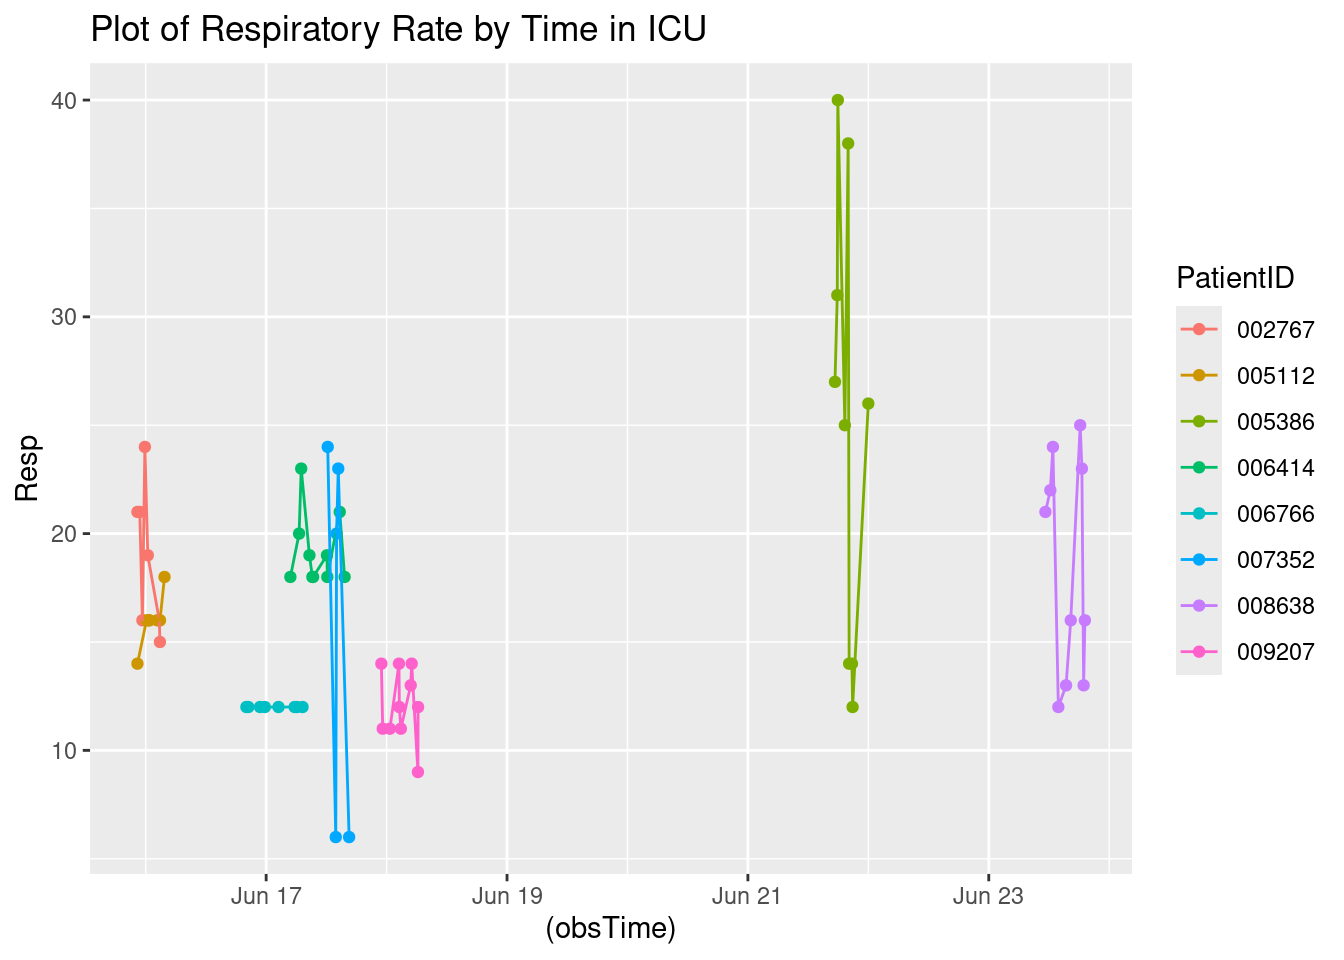 Plot of Respiratory Rate by Time in ICU
40
30
20
10
Resp
Jun 17
Jun 19
Jun 21
Jun 23
(obsTime)
PatientID
002767
005112
005386
006414
006766
007352
008638
009207